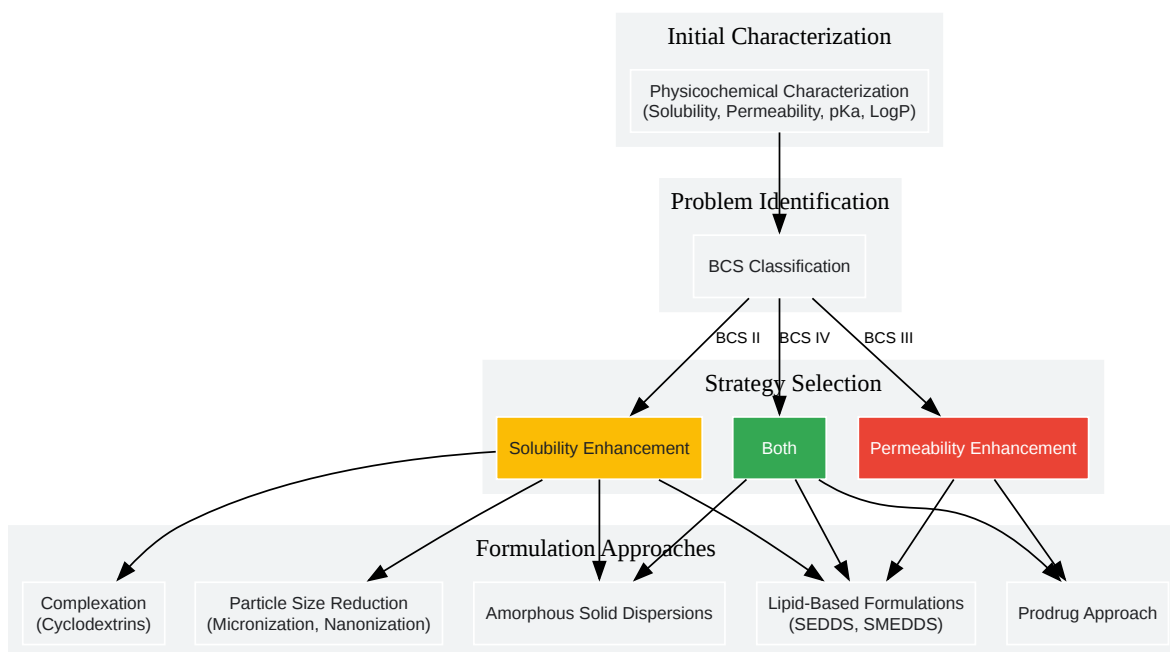 Initial Characterization
Physicochemical Characterization
(Solubility, Permeability, pKa, LogP)
Problem Identification
BCS Classification
BCS II
BCS IV
BCS III
Strategy Selection
Solubility Enhancement
Both
Permeability Enhancement
Formulation Approaches
Complexation
(Cyclodextrins)
Particle Size Reduction
(Micronization, Nanonization)
Amorphous Solid Dispersions
Lipid-Based Formulations
(SEDDS, SMEDDS)
Prodrug Approach